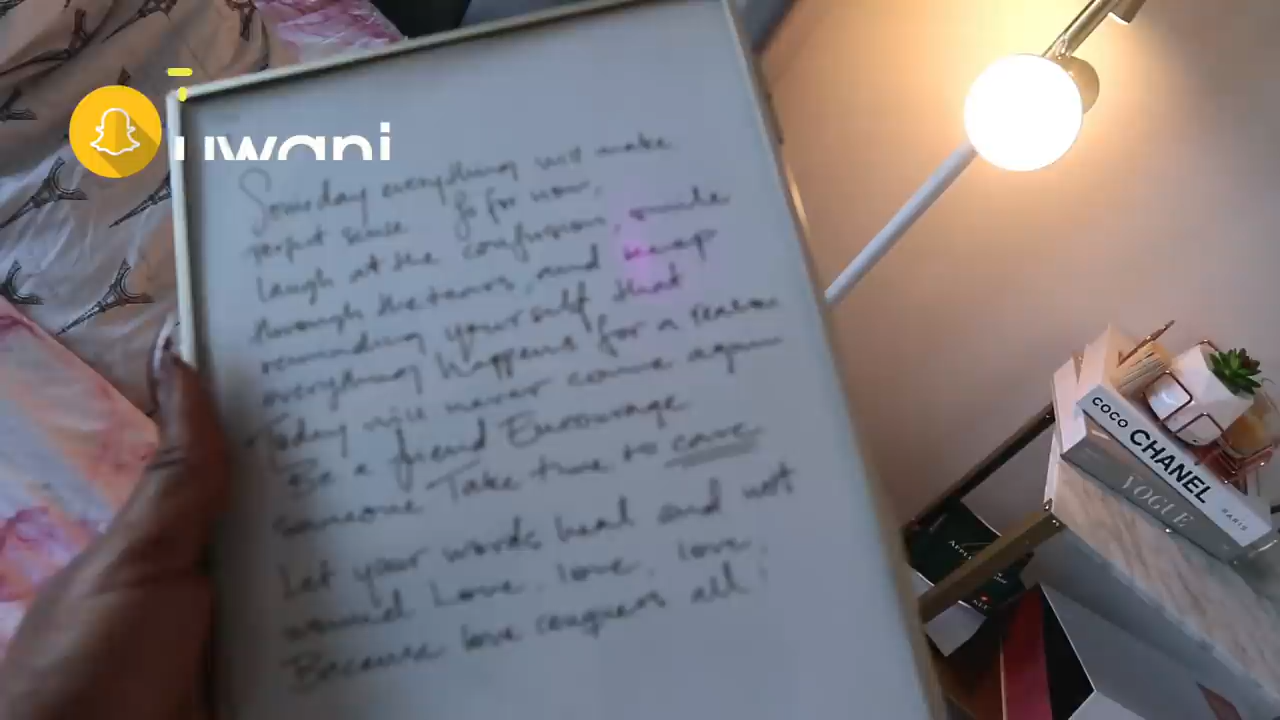 uwani
Someday everything will make
perfect sense. So for now,
laugh at the confusion, smile
through the tears, and keep
reminding yourself that
everything happens for a reason
Today will never come again
Be a friend Encourage
someone Take time to care
Let your words heal and not
wound Love, love, love,
Because love conquers all!
COCO CHANEL
PARIS
VOGUE